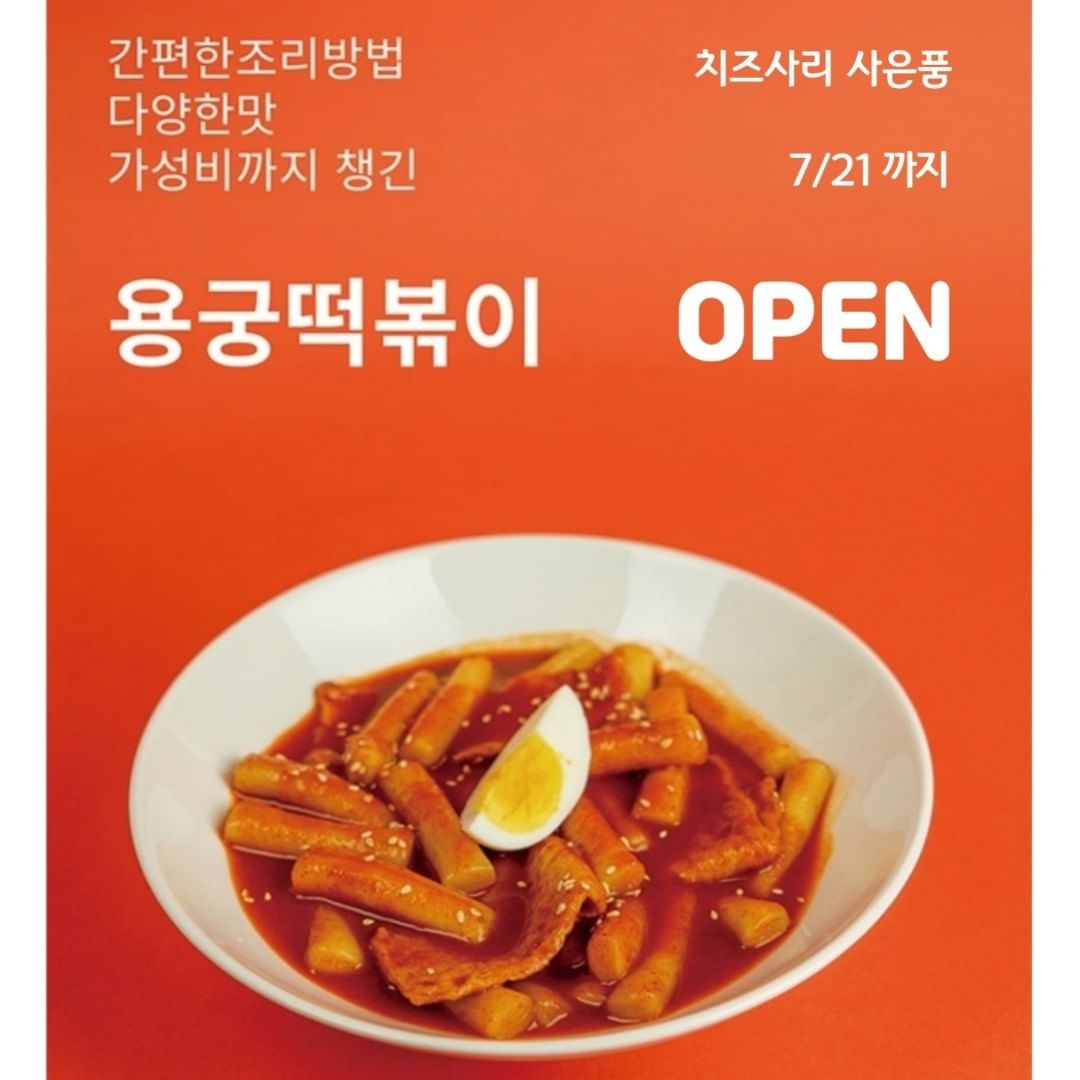 간편한조리방법
다양한맛
가성비까지 챙긴
치즈사리 사은품
7/21 까지
용궁떡볶이
OPEN